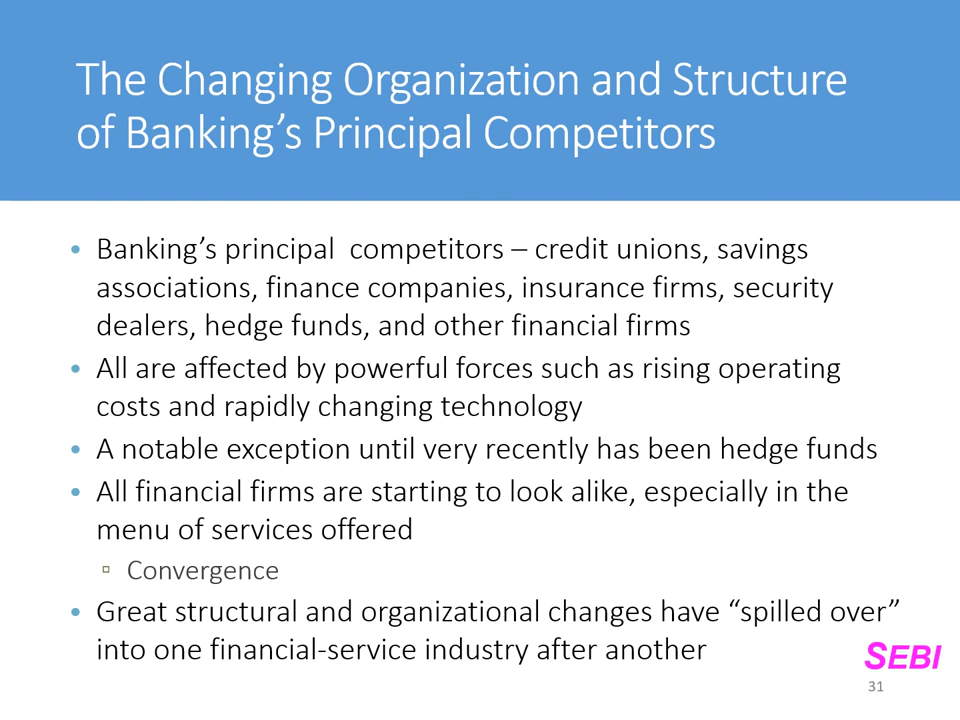 The Changing Organization and Structure
of Banking’s Principal Competitors
• Banking’s principal  competitors – credit unions, savings
associations, finance companies, insurance firms, security
dealers, hedge funds, and other financial firms
• All are affected by powerful forces such as rising operating
costs and rapidly changing technology
• A notable exception until very recently has been hedge funds
• All financial firms are starting to look alike, especially in the
menu of services offered
▫ Convergence
• Great structural and organizational changes have “spilled over”
into one financial-service industry after another
SEBI
31